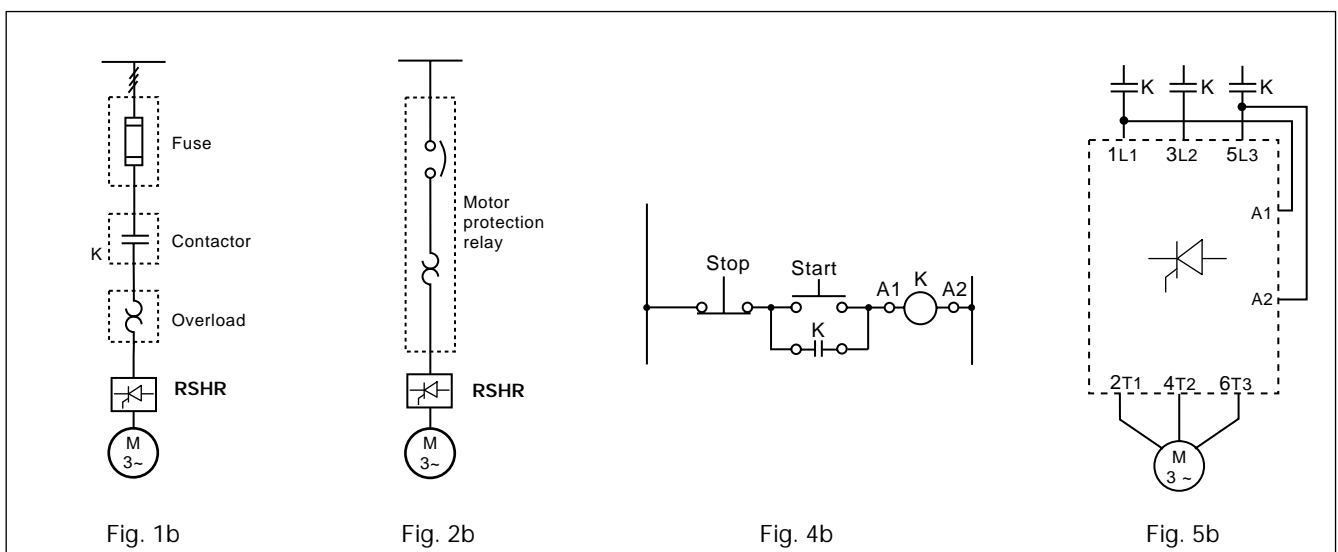 Fuse
K
Contactor
Overload
RSHR
M
3~
Fig. 1b
Motor
protection
relay
RSHR
M
3~
Fig. 2b
Stop
Start
A1
K
A2
K
Fig. 4b
K
K
K
1L1
3L2
5L3
A1
A2
2T1
4T2
6T3
M
3 ~
Fig. 5b